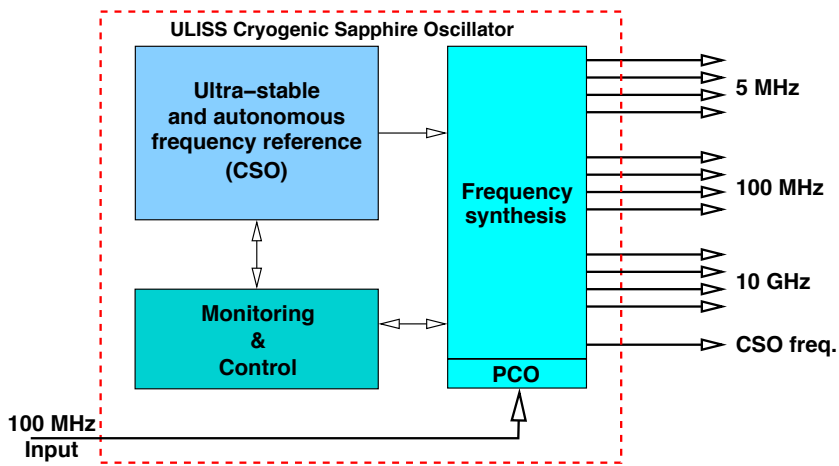 ULISS Cryogenic Sapphire Oscillator
Ultra−stable
and autonomous
frequency reference
(CSO)
Frequency
synthesis
5 MHz
100 MHz
10 GHz
CSO freq.
Monitoring
&
Control
PCO
100 MHz
Input